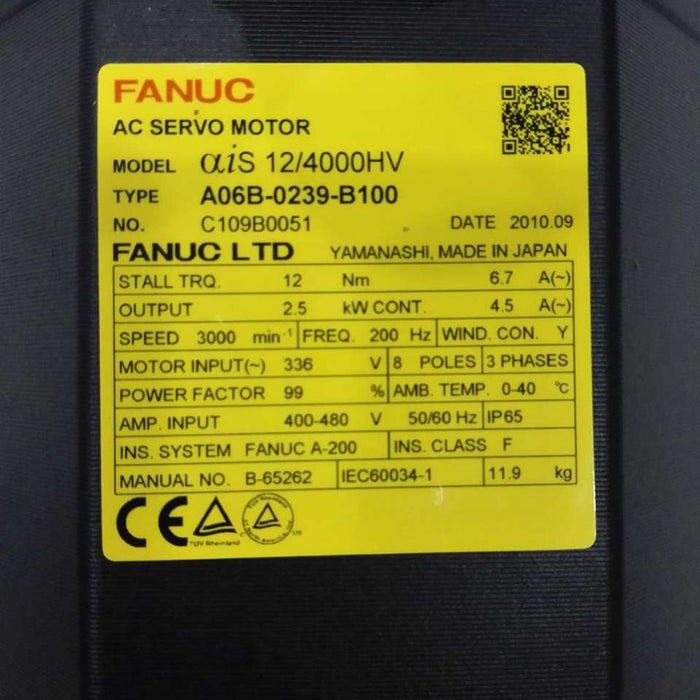 FANUC
AC SERVO MOTOR
MODEL αiS 12/4000HV
TYPE A06B-0239-B100
NO. C109B0051 DATE 2010.09
FANUC LTD YAMANASHI, MADE IN JAPAN
STALL TRQ. 12 Nm 6.7 A(~)
OUTPUT 2.5 kW CONT. 4.5 A(~)
SPEED 3000 min⁻¹ FREQ. 200 Hz WIND. CON. Y
MOTOR INPUT(~) 336 V 8 POLES 3 PHASES
POWER FACTOR 99 % AMB. TEMP. 0-40 ℃
AMP. INPUT 400-480 V 50/60 Hz IP65
INS. SYSTEM FANUC A-200 INS. CLASS F
MANUAL NO. B-65262 IEC60034-1 11.9 kg
CE TÜV Rheinland C US